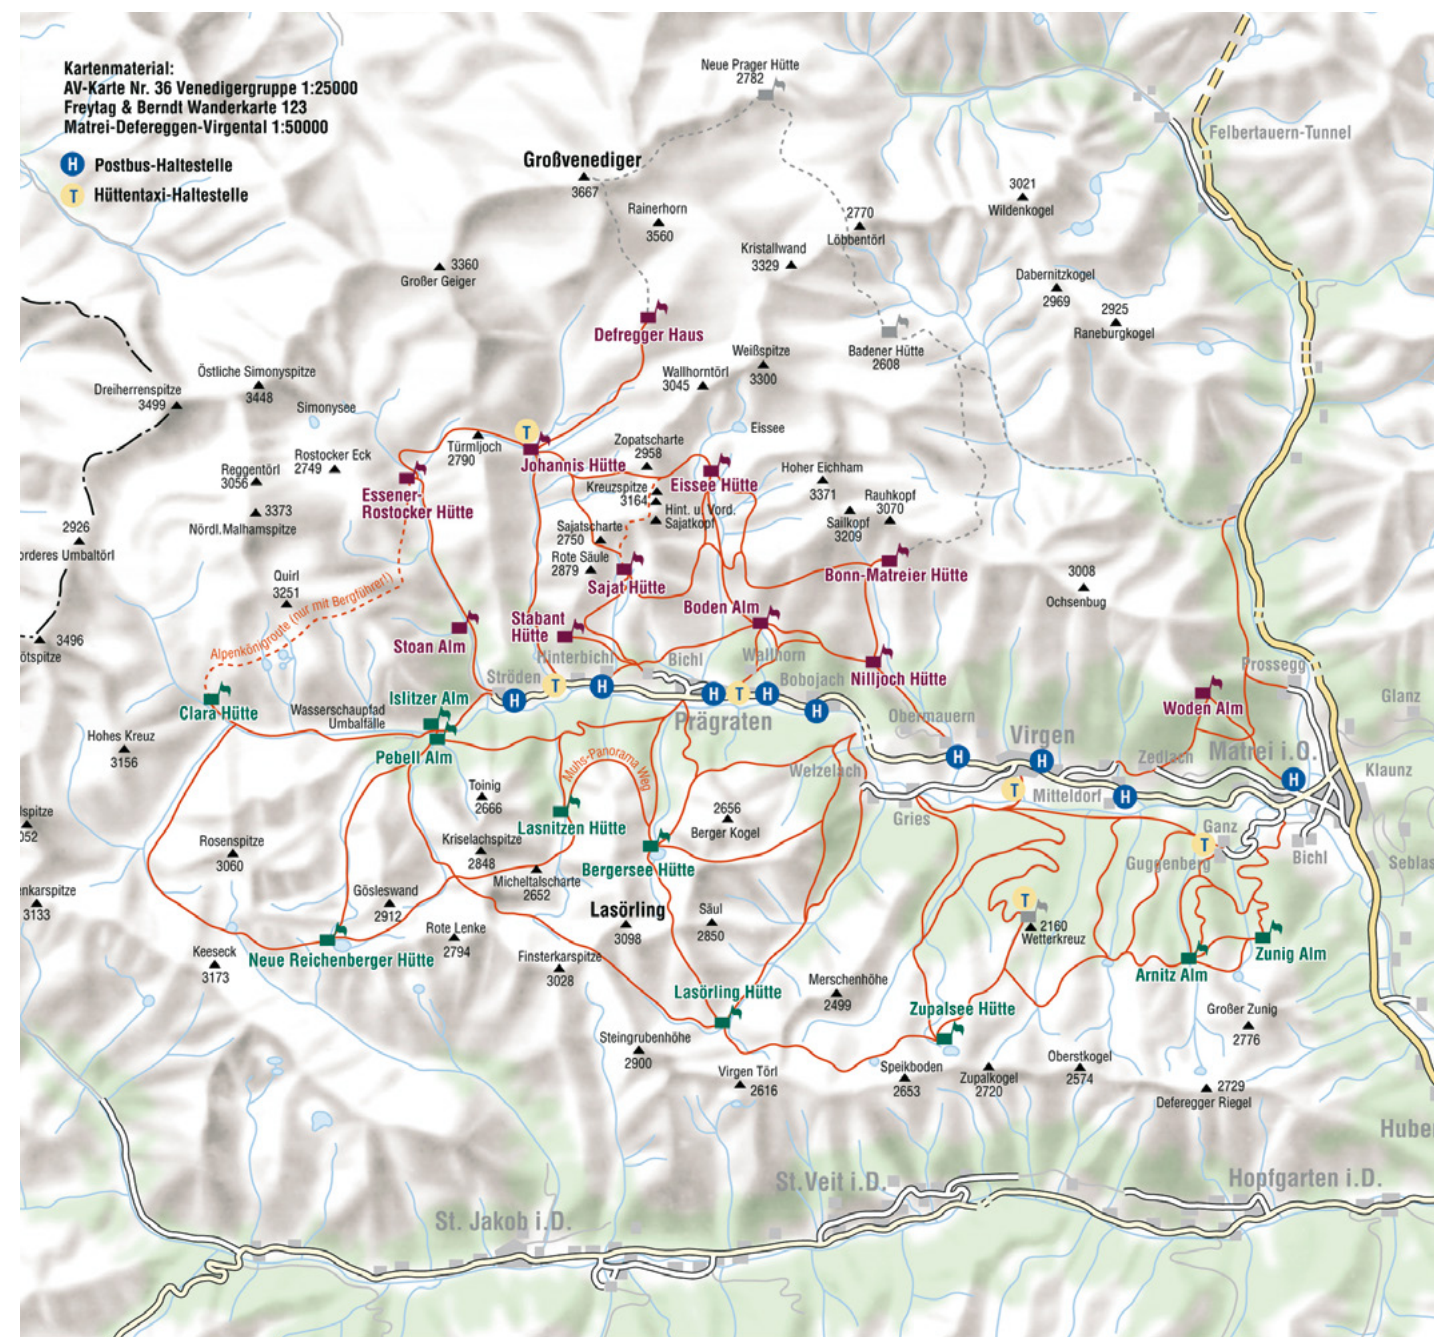 Kartenmaterial:
AV-Karte Nr. 36 Venedigergruppe 1:25000
Freytag & Berndt Wanderkarte 123
Matrei-Defereggen-Virgental 1:50000
H Postbus-Haltestelle
T Hüttentaxi-Haltestelle
Neue Prager Hütte
2782
Felbertauern-Tunnel
Großvenediger
3667
Rainerhorn
3560
3021
Wildenkogel
2770
Löbbentörl
Kristallwand
3329
3360
Großer Geiger
Dabernitzkogel
2969
2925
Raneburgkogel
Defregger Haus
Badener Hütte
2608
Weißspitze
3300
Wallhorntörl
3045
Östliche Simonyspitze
3448
Dreiherrenspitze
3499
Simonysee
Eissee
T
Türmljoch
2790
Johannis Hütte
Zopatscharte
2958
Rostocker Eck
2749
Reggentörl
3056
Essener-
Rostocker Hütte
Kreuzspitze
3164
Eissee Hütte
Hoher Eichham
3371
Rauhkopf
3070
Sailkopf
3209
3373
Nördl.Malhamspitze
Hint. u. Vord.
Sajatkopf
Sajatscharte
2750
Rote Säule
2879
2926
orderes Umbaltörl
Sajat Hütte
Bonn-Matreier Hütte
3008
Ochsenbug
Quirl
3251
Alpenkönigroute (nur mit Bergführer!)
Boden Alm
Stabant
Hütte
Stoan Alm
3496
ötspitze
Hinterbichl
Bichl
Wallhorn
Bobojach
Nilljoch Hütte
Prossegg
Ströden
T
H
H
H
T
H
H
Clara Hütte
Islitzer Alm
Wasserschaupfad
Umbalfälle
Pebell Alm
Prägraten
Obermauern
Virgen
Woden Alm
Glanz
Hohes Kreuz
3156
Muhs-Panorama Weg
Welzelach
H
H
Zedlach
Matrei i.O.
H
Klaunz
Toinig
2666
T
Mitteldorf
H
Lasnitzen Hütte
2656
Berger Kogel
Gries
Ganz
T
Guggenberg
Bichl
Seblas
lspitze
052
Rosenspitze
3060
Kriselachspitze
2848
Micheltalscharte
2652
Bergersee Hütte
enkarspitze
3133
Gösleswand
2912
Lasörling
3098
Säul
2850
T
2160
Wetterkreuz
Rote Lenke
2794
Keeseck
3173
Neue Reichenberger Hütte
Finsterkarspitze
3028
Arnitz Alm
Zunig Alm
Lasörling Hütte
Merschenhöhe
2499
Zupalsee Hütte
Großer Zunig
2776
Steingrubenhöhe
2900
Virgen Törl
2616
Speikboden
2653
Zupalkogel
2720
Oberstkogel
2574
2729
Deferegger Riegel
Hube
St.Veit i.D.
Hopfgarten i.D.
St. Jakob i.D.